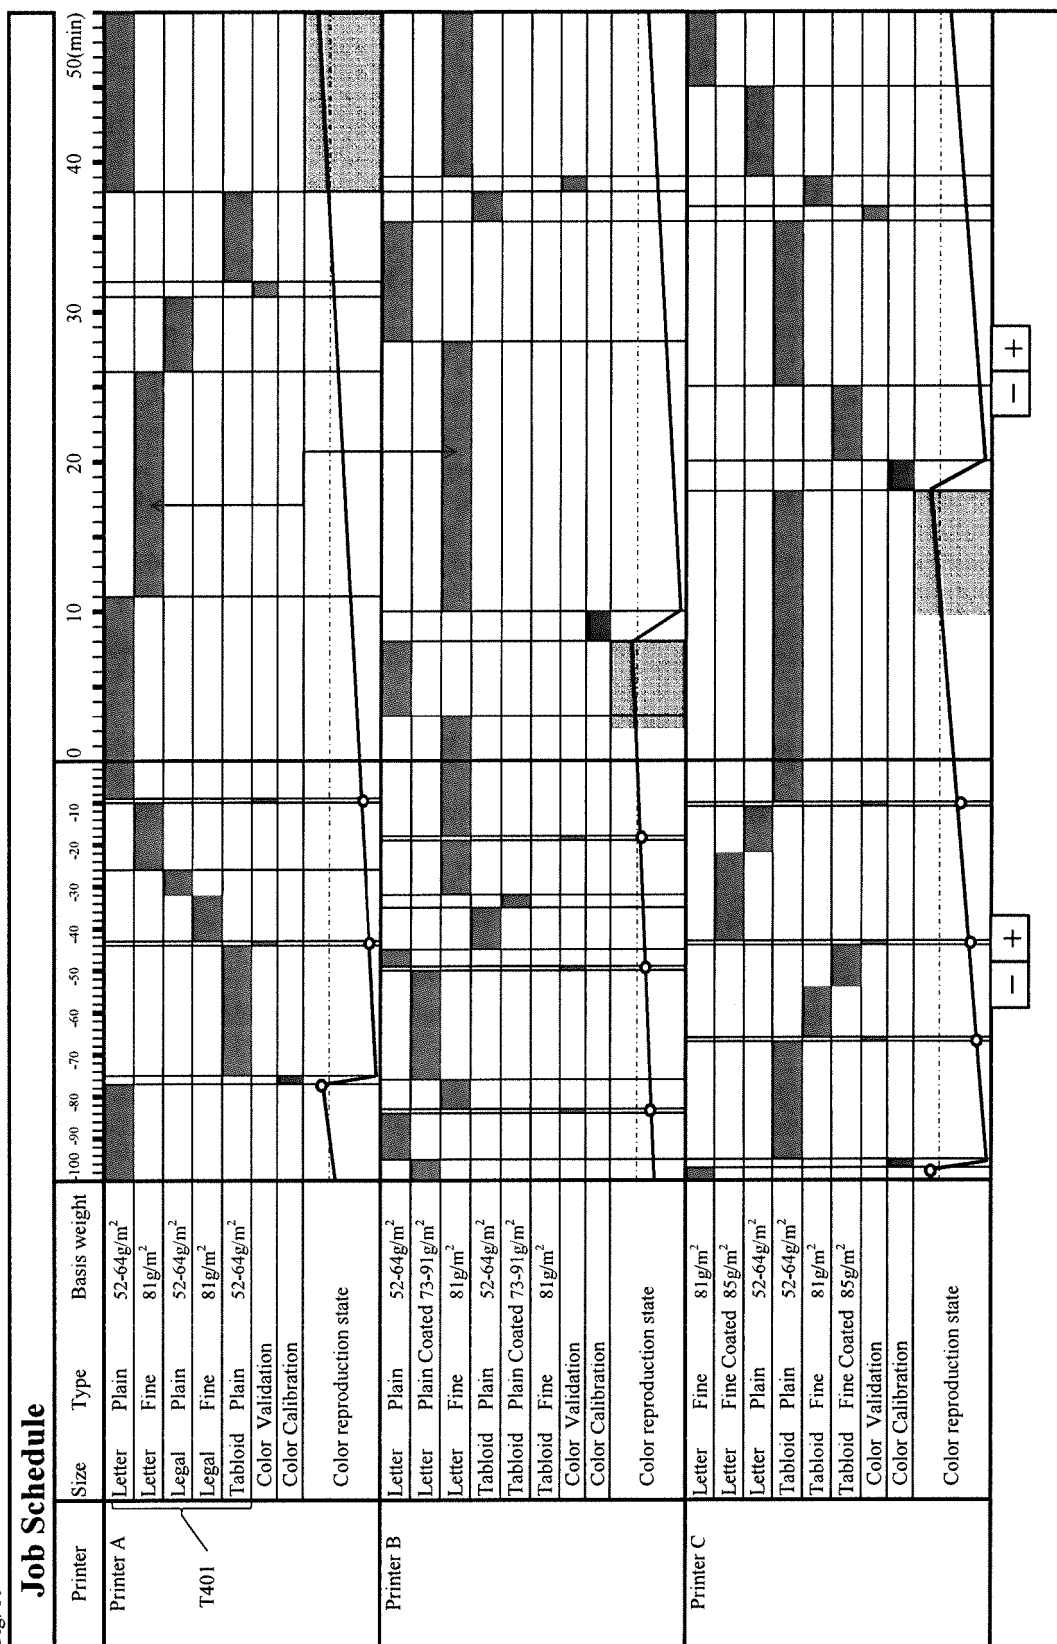 Job Schedule
Printer Size Type Basis weight -100 -90 -80 -70 -60 -50 -40 -30 -20 -10 0 10 20 30 40 50(min)
Printer A Letter Plain 52-64g/m²
Letter Fine 81g/m²
Legal Plain 52-64g/m²
Legal Fine 81g/m²
Tabloid Plain 52-64g/m²
Color Validation
Color Calibration
Color reproduction state
T401
Printer B Letter Plain 52-64g/m²
Letter Plain Coated 73-91g/m²
Letter Fine 81g/m²
Tabloid Plain 52-64g/m²
Tabloid Plain Coated 73-91g/m²
Tabloid Fine 81g/m²
Color Validation
Color Calibration
Color reproduction state
Printer C Letter Fine 81g/m²
Letter Fine Coated 85g/m²
Letter Plain 52-64g/m²
Tabloid Plain 52-64g/m²
Tabloid Fine 81g/m²
Tabloid Fine Coated 85g/m²
Color Validation
Color Calibration
Color reproduction state
− + − +